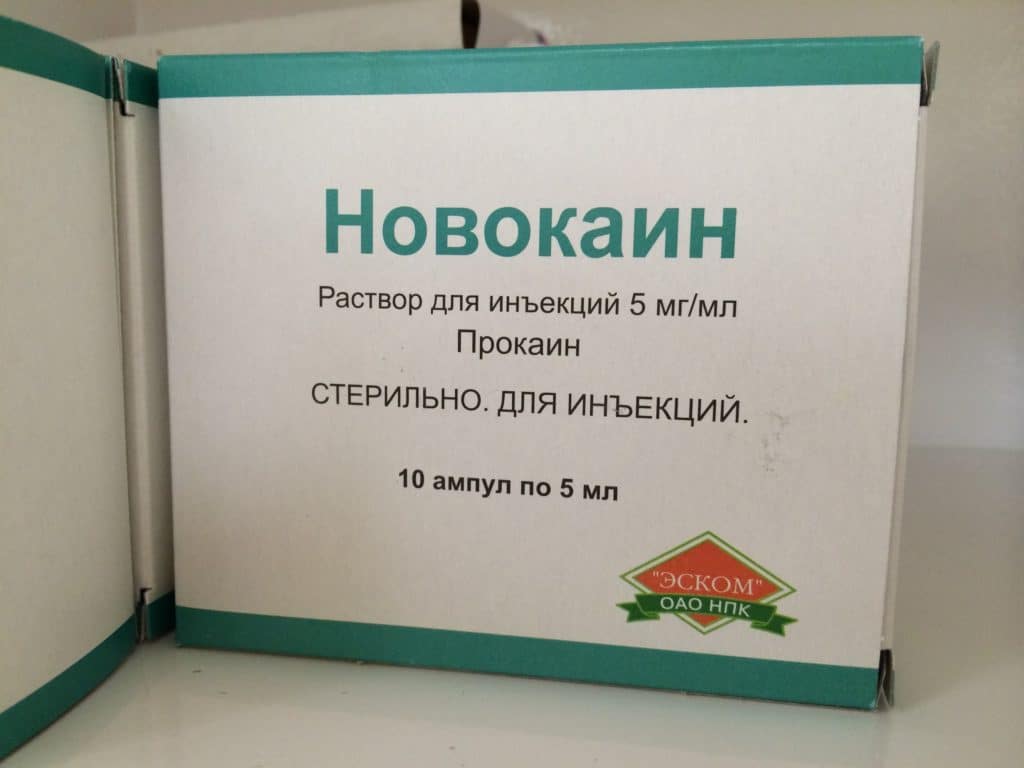 Новокаин
Раствор для инъекций 5 мг/мл
Прокаин
СТЕРИЛЬНО. ДЛЯ ИНЪЕКЦИЙ.
10 ампул по 5 мл
"ЭСКОМ"
ОАО НПК